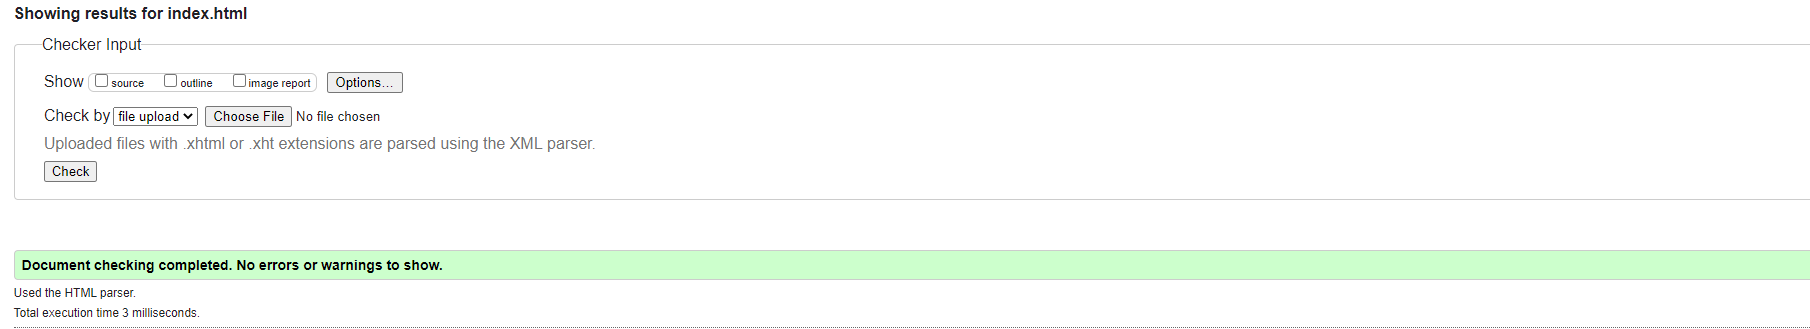 Showing results for index.html
Checker Input
Show source outline image report Options...
Check by file upload Choose File No file chosen
Uploaded files with .xhtml or .xht extensions are parsed using the XML parser.
Check
Document checking completed. No errors or warnings to show.
Used the HTML parser.
Total execution time 3 milliseconds.